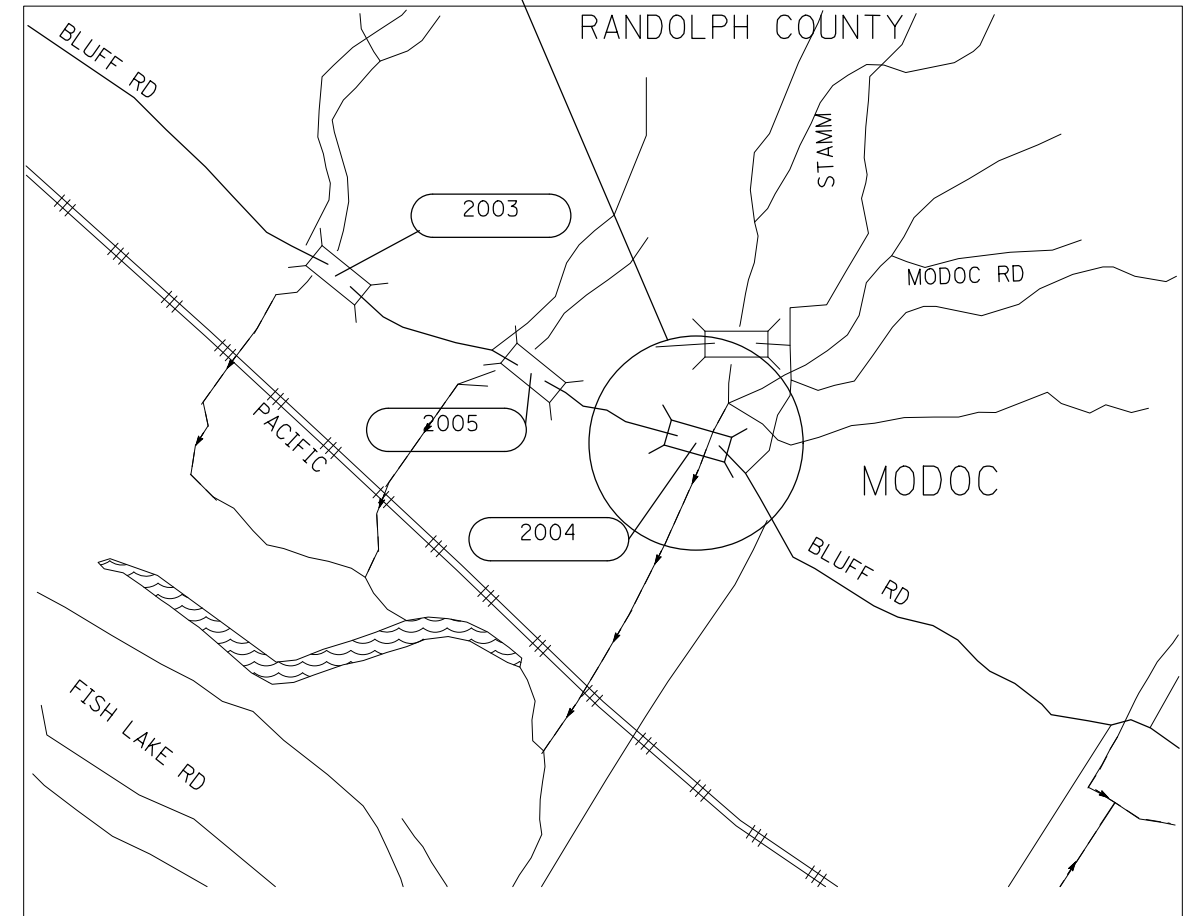 RANDOLPH COUNTY
BLUFF RD
STAMM
2003
MODOC RD
PACIFIC
2005
MODOC
2004
BLUFF RD
FISH LAKE RD